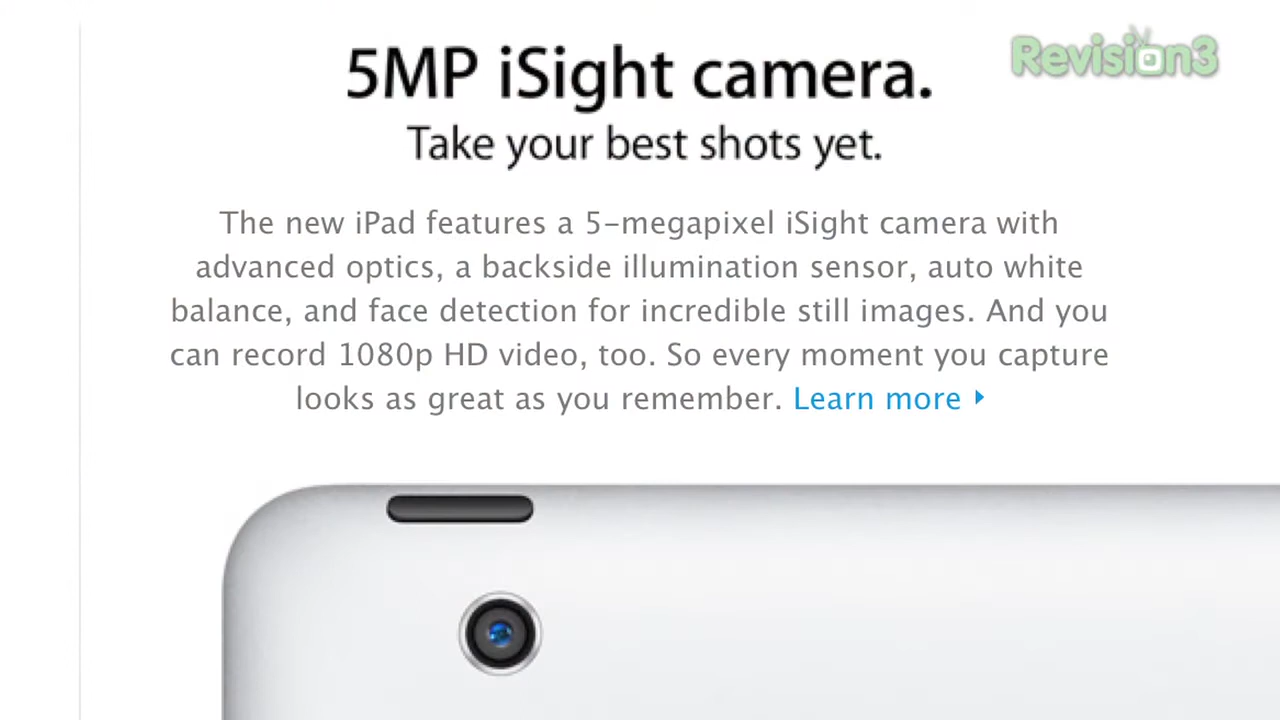 5MP iSight camera.
Revision3
Take your best shots yet.
The new iPad features a 5-megapixel iSight camera with
advanced optics, a backside illumination sensor, auto white
balance, and face detection for incredible still images. And you
can record 1080p HD video, too. So every moment you capture
looks as great as you remember. Learn more